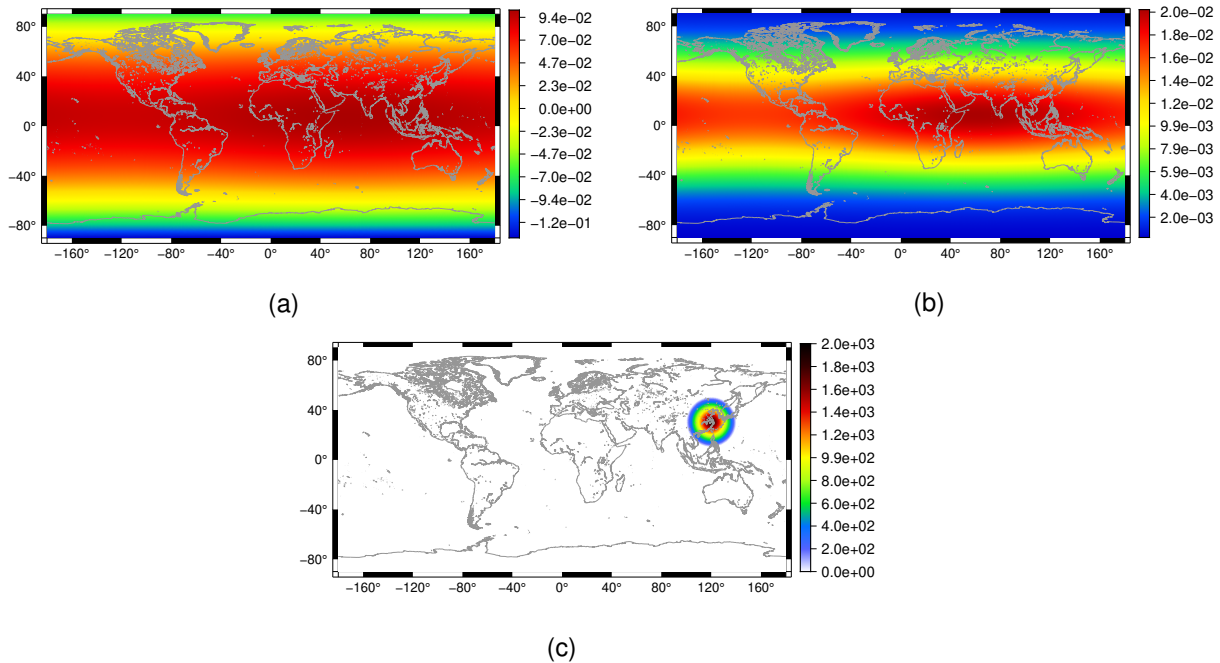 80°
40°
0°
−40°
−80°
−160° −120° −80° −40° 0° 40° 80° 120° 160°
9.4e−02
7.0e−02
4.7e−02
2.3e−02
0.0e+00
−2.3e−02
−4.7e−02
−7.0e−02
−9.4e−02
−1.2e−01
(a)
80°
40°
0°
−40°
−80°
−160° −120° −80° −40° 0° 40° 80° 120° 160°
2.0e−02
1.8e−02
1.6e−02
1.4e−02
1.2e−02
9.9e−03
7.9e−03
5.9e−03
4.0e−03
2.0e−03
(b)
80°
40°
0°
−40°
−80°
−160° −120° −80° −40° 0° 40° 80° 120° 160°
2.0e+03
1.8e+03
1.6e+03
1.4e+03
1.2e+03
9.9e+02
8.0e+02
6.0e+02
4.0e+02
2.0e+02
0.0e+00
(c)